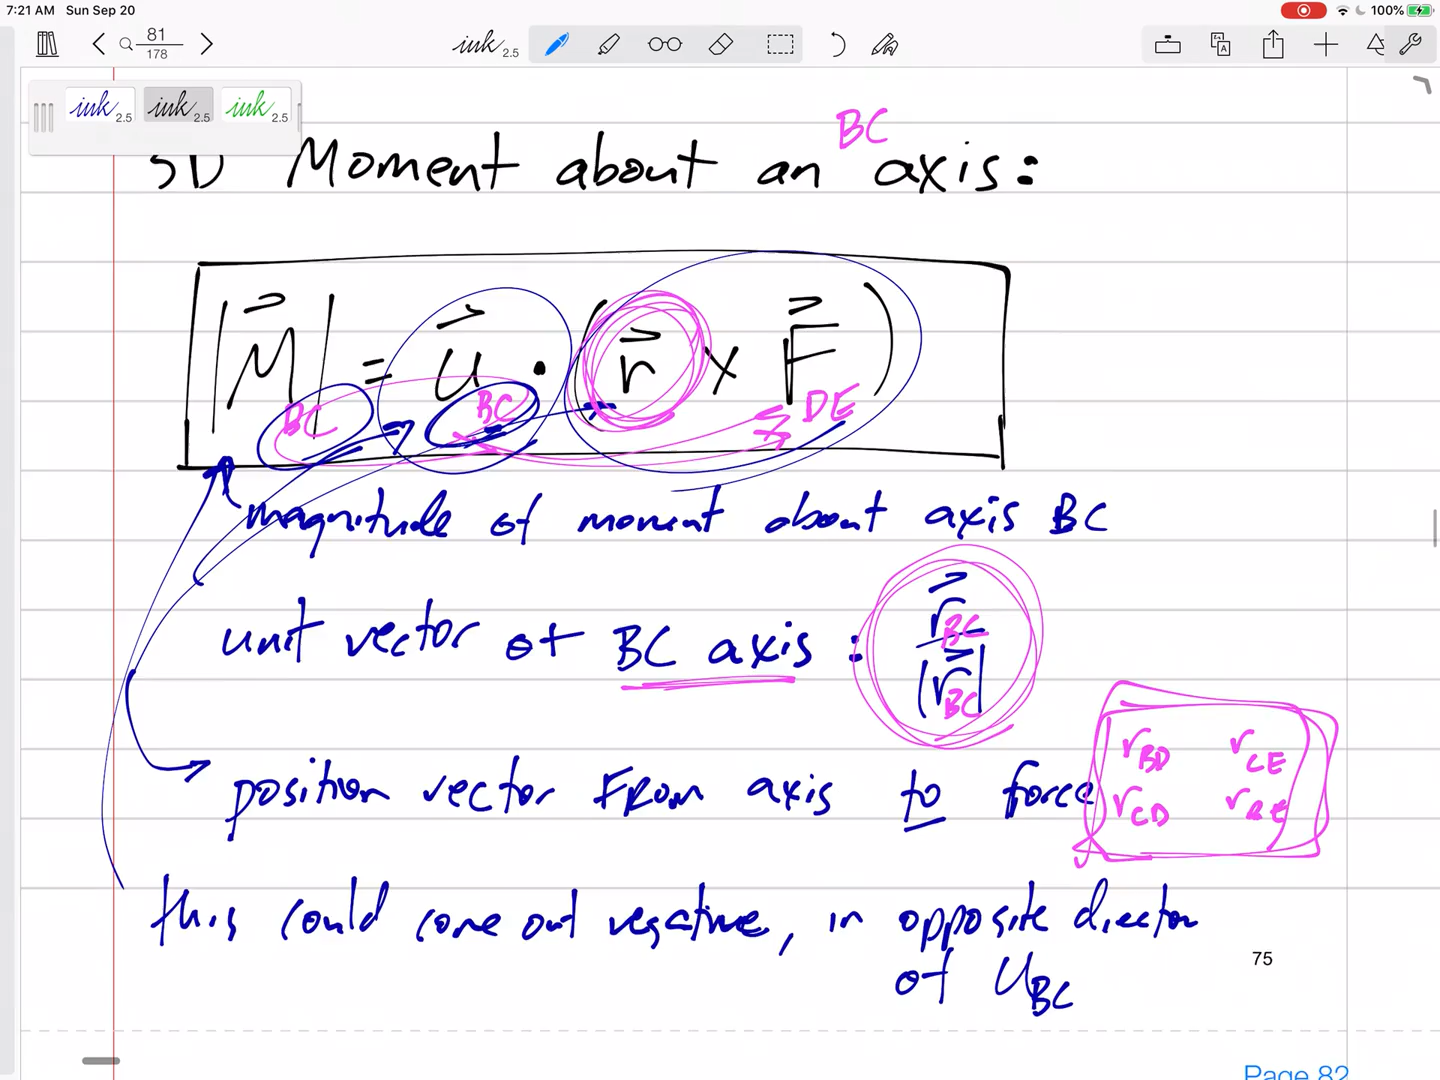 7:21 AM Sun Sep 20
100%
81
178
ink 2.5
ink 2.5 ink 2.5 ink 2.5
BC
3D Moment about an axis:
|M⃗ BC| = u⃗ BC · (r⃗ × F⃗ DE)
magnitude of moment about axis BC
unit vector of BC axis : r⃗BC / |r⃗BC|
rBD rCE
position vector FROM axis to force
rCD rBE
this could come out negative, in opposite direction
of UBC
75
Page 82